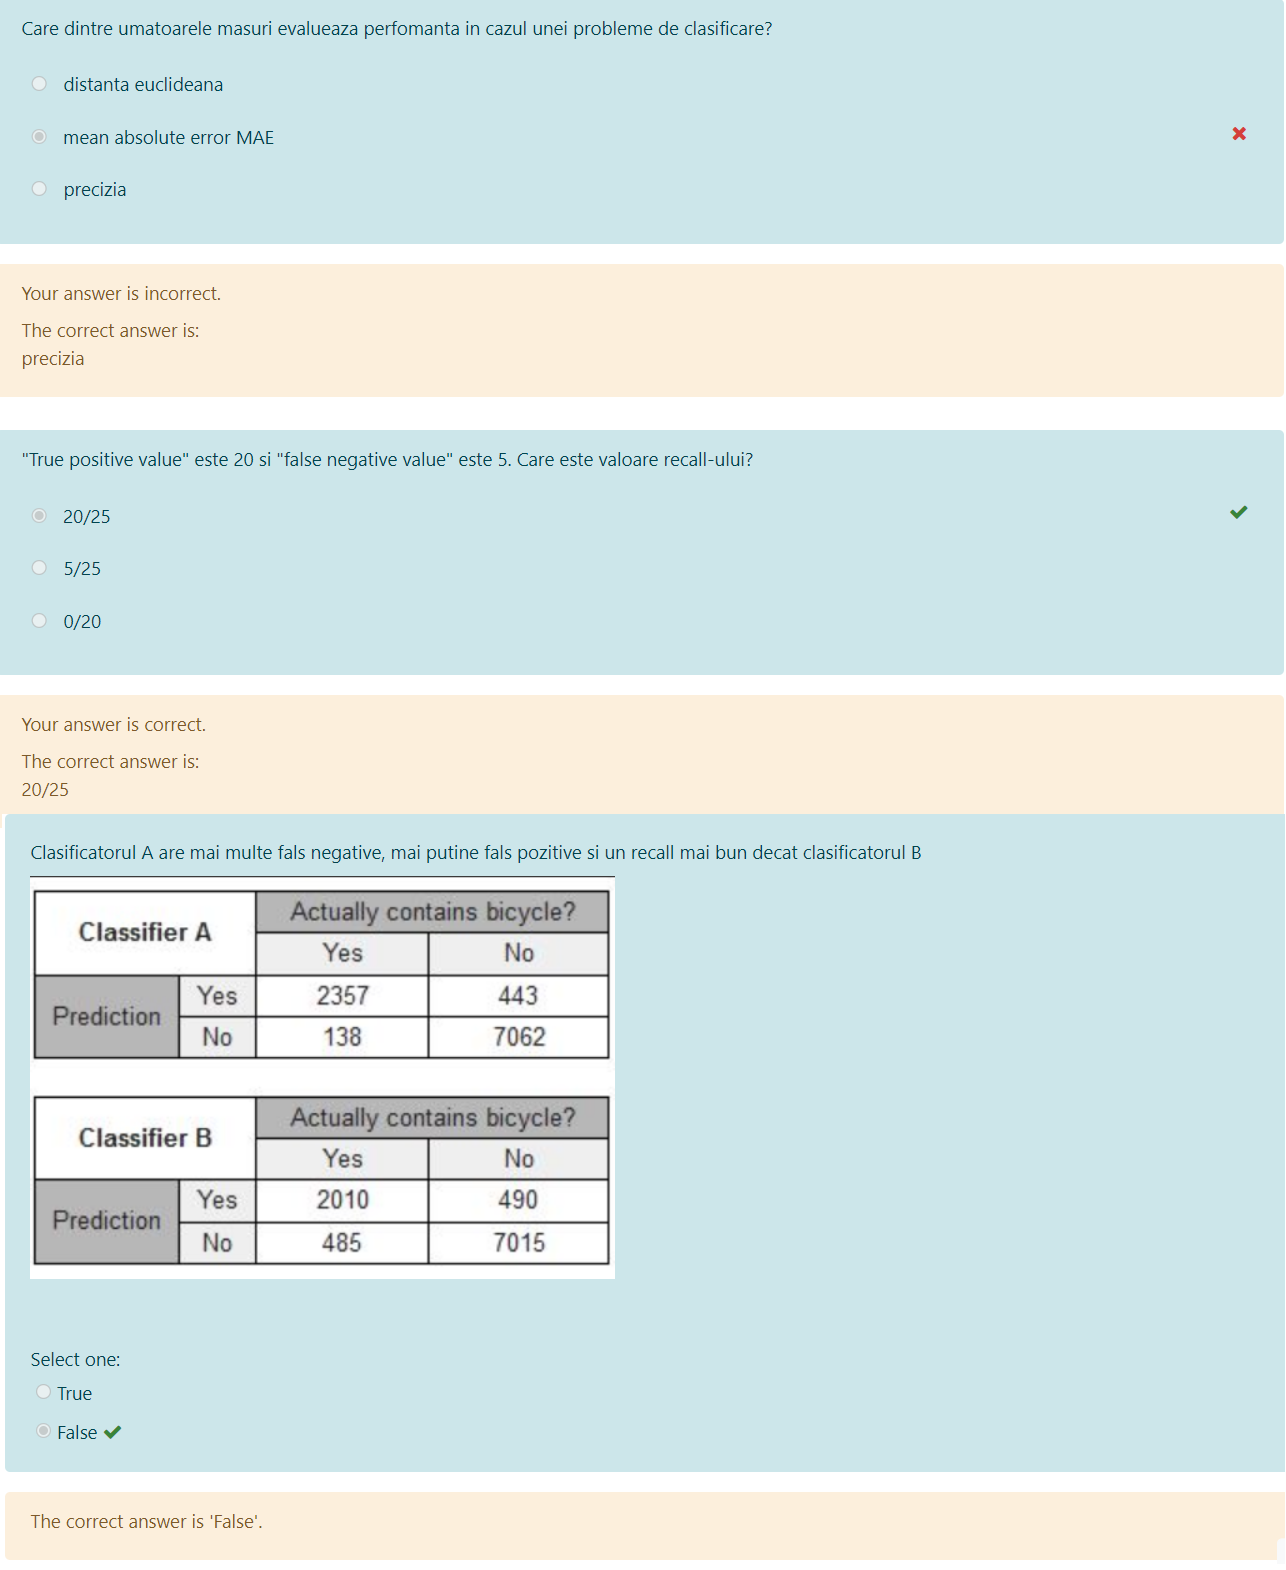 Care dintre umatoarele masuri evalueaza perfomanta in cazul unei probleme de clasificare?
distanta euclideana
mean absolute error MAE
precizia
Your answer is incorrect.
The correct answer is:
precizia
"True positive value" este 20 si "false negative value" este 5. Care este valoare recall-ului?
20/25
5/25
0/20
Your answer is correct.
The correct answer is:
20/25
Clasificatorul A are mai multe fals negative, mai putine fals pozitive si un recall mai bun decat clasificatorul B
Classifier A
Actually contains bicycle?
Yes No
Prediction
Yes 2357 443
No 138 7062
Classifier B
Actually contains bicycle?
Yes No
Prediction
Yes 2010 490
No 485 7015
Select one:
True
False
The correct answer is 'False'.